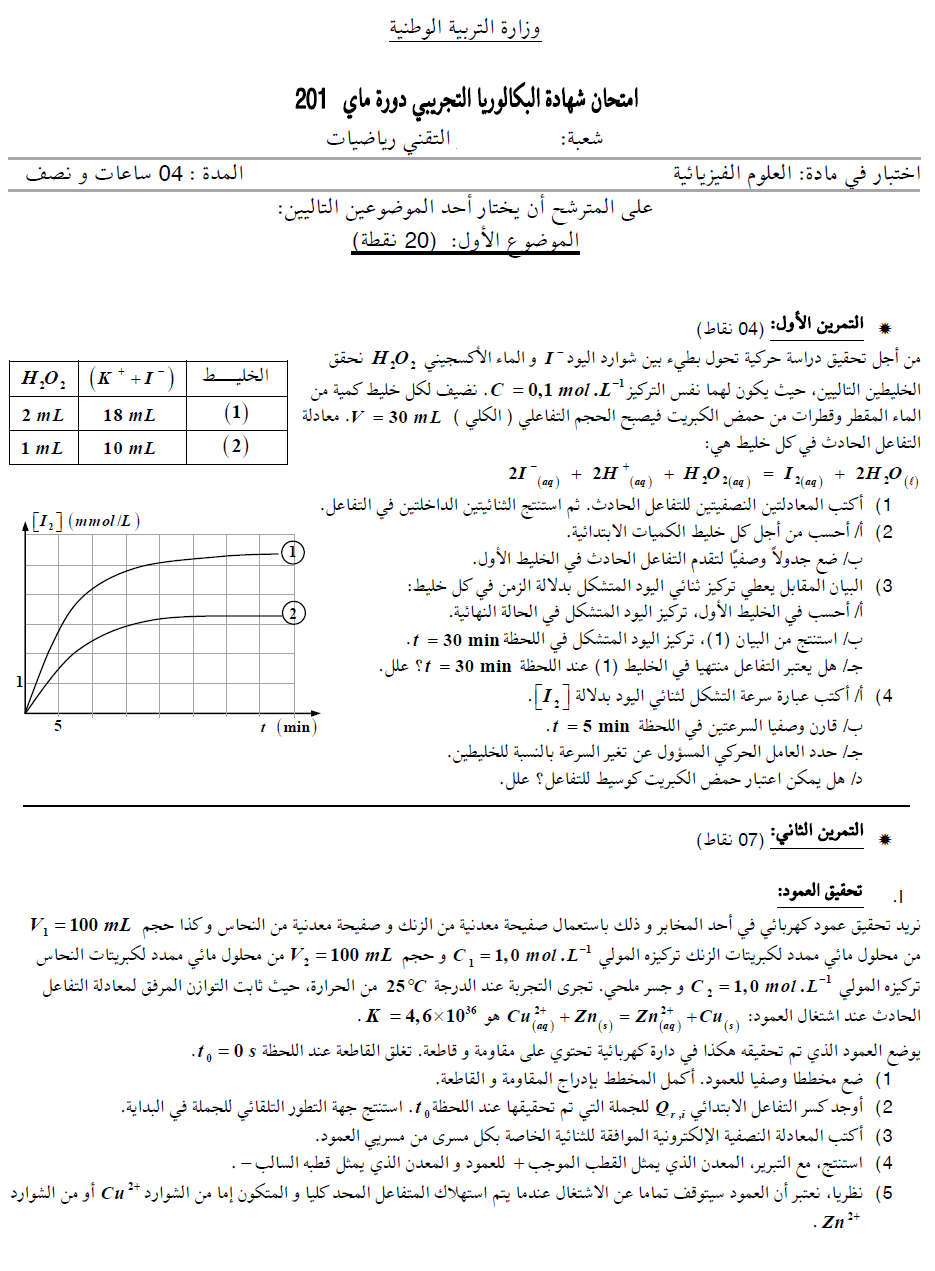 وزارة التربية الوطنية
امتحان شهادة البكالوريا التجريبي دورة ماي 201
شعبة: التقني رياضيات
اختبار في مادة: العلوم الفيزيائية المدة : 04 ساعات و نصف
على المترشح أن يختار أحد الموضوعين التاليين:
الموضوع الأول: (20 نقطة)
✹ التمرين الأول: (04 نقاط)
من أجل تحقيق دراسة حركية تحول بطيء بين شوارد اليود I⁻ و الماء الأكسجيني H₂O₂ نحقق
الخليطين التاليين، حيث يكون لهما نفس التركيز C = 0,1 mol.L⁻¹. نضيف لكل خليط كمية من
الماء المقطر وقطرات من حمض الكبريت فيصبح الحجم التفاعلي ( الكلي ) V = 30 mL. معادلة
التفاعل الحادث في كل خليط هي:
2I⁻(aq) + 2H⁺(aq) + H₂O₂(aq) = I₂(aq) + 2H₂O(ℓ)
الخليـــط (K⁺ + I⁻) H₂O₂
(1) 18 mL 2 mL
(2) 10 mL 1 mL
1) أكتب المعادلتين النصفيتين للتفاعل الحادث. ثم استنتج الثنائيتين الداخلتين في التفاعل.
2) أ/ أحسب من أجل كل خليط الكميات الابتدائية.
ب/ ضع جدولاً وصفيًا لتقدم التفاعل الحادث في الخليط الأول.
3) البيان المقابل يعطي تركيز ثنائي اليود المتشكل بدلالة الزمن في كل خليط:
أ/ أحسب في الخليط الأول، تركيز اليود المتشكل في الحالة النهائية.
ب/ استنتج من البيان (1)، تركيز اليود المتشكل في اللحظة t = 30 min.
جـ/ هل يعتبر التفاعل منتهيا في الخليط (1) عند اللحظة t = 30 min؟ علل.
4) أ/ أكتب عبارة سرعة التشكل لثنائي اليود بدلالة [I₂].
ب/ قارن وصفيا السرعتين في اللحظة t = 5 min.
جـ/ حدد العامل الحركي المسؤول عن تغير السرعة بالنسبة للخليطين.
د/ هل يمكن اعتبار حمض الكبريت كوسيط للتفاعل؟ علل.
[I₂] (mmol/L)
1
2
1
5 t (min)
✹ التمرين الثاني: (07 نقاط)
I. تحقيق العمود:
نريد تحقيق عمود كهربائي في أحد المخابر و ذلك باستعمال صفيحة معدنية من الزنك و صفيحة معدنية من النحاس و كذا حجم V₁ = 100 mL
من محلول مائي ممدد لكبريتات الزنك تركيزه المولي C₁ = 1,0 mol.L⁻¹ و حجم V₂ = 100 mL من محلول مائي ممدد لكبريتات النحاس
تركيزه المولي C₂ = 1,0 mol.L⁻¹ و جسر ملحي. تجرى التجربة عند الدرجة 25°C من الحرارة، حيث ثابت التوازن المرفق لمعادلة التفاعل
الحادث عند اشتغال العمود: Cu²⁺(aq) + Zn(s) = Zn²⁺(aq) + Cu(s) هو K = 4,6×10³⁶ .
يوضع العمود الذي تم تحقيقه هكذا في دارة كهربائية تحتوي على مقاومة و قاطعة. تغلق القاطعة عند اللحظة t₀ = 0 s.
1) ضع مخططا وصفيا للعمود. أكمل المخطط بإدراج المقاومة و القاطعة.
2) أوجد كسر التفاعل الابتدائي Qr,i للجملة التي تم تحقيقها عند اللحظة t₀. استنتج جهة التطور التلقائي للجملة في البداية.
3) أكتب المعادلة النصفية الإلكترونية الموافقة للثنائية الخاصة بكل مسرى من مسريي العمود.
4) استنتج، مع التبرير، المعدن الذي يمثل القطب الموجب+ للعمود و المعدن الذي يمثل قطبه السالب− .
5) نظريا، نعتبر أن العمود سيتوقف تماما عن الاشتغال عندما يتم استهلاك المتفاعل المحد كليا و المتكون إما من الشوارد Cu²⁺ أو من الشوارد
Zn²⁺ .